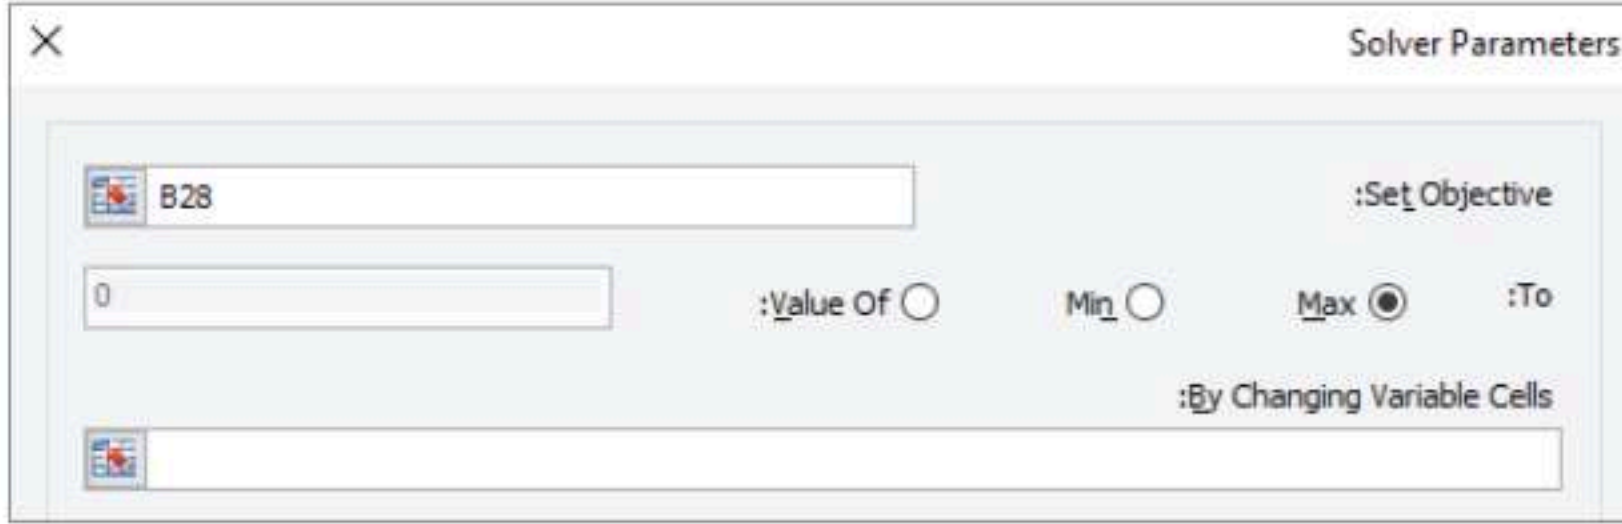 Solver Parameters
:Set Objective B28
:To Max Min :Value Of 0
:By Changing Variable Cells